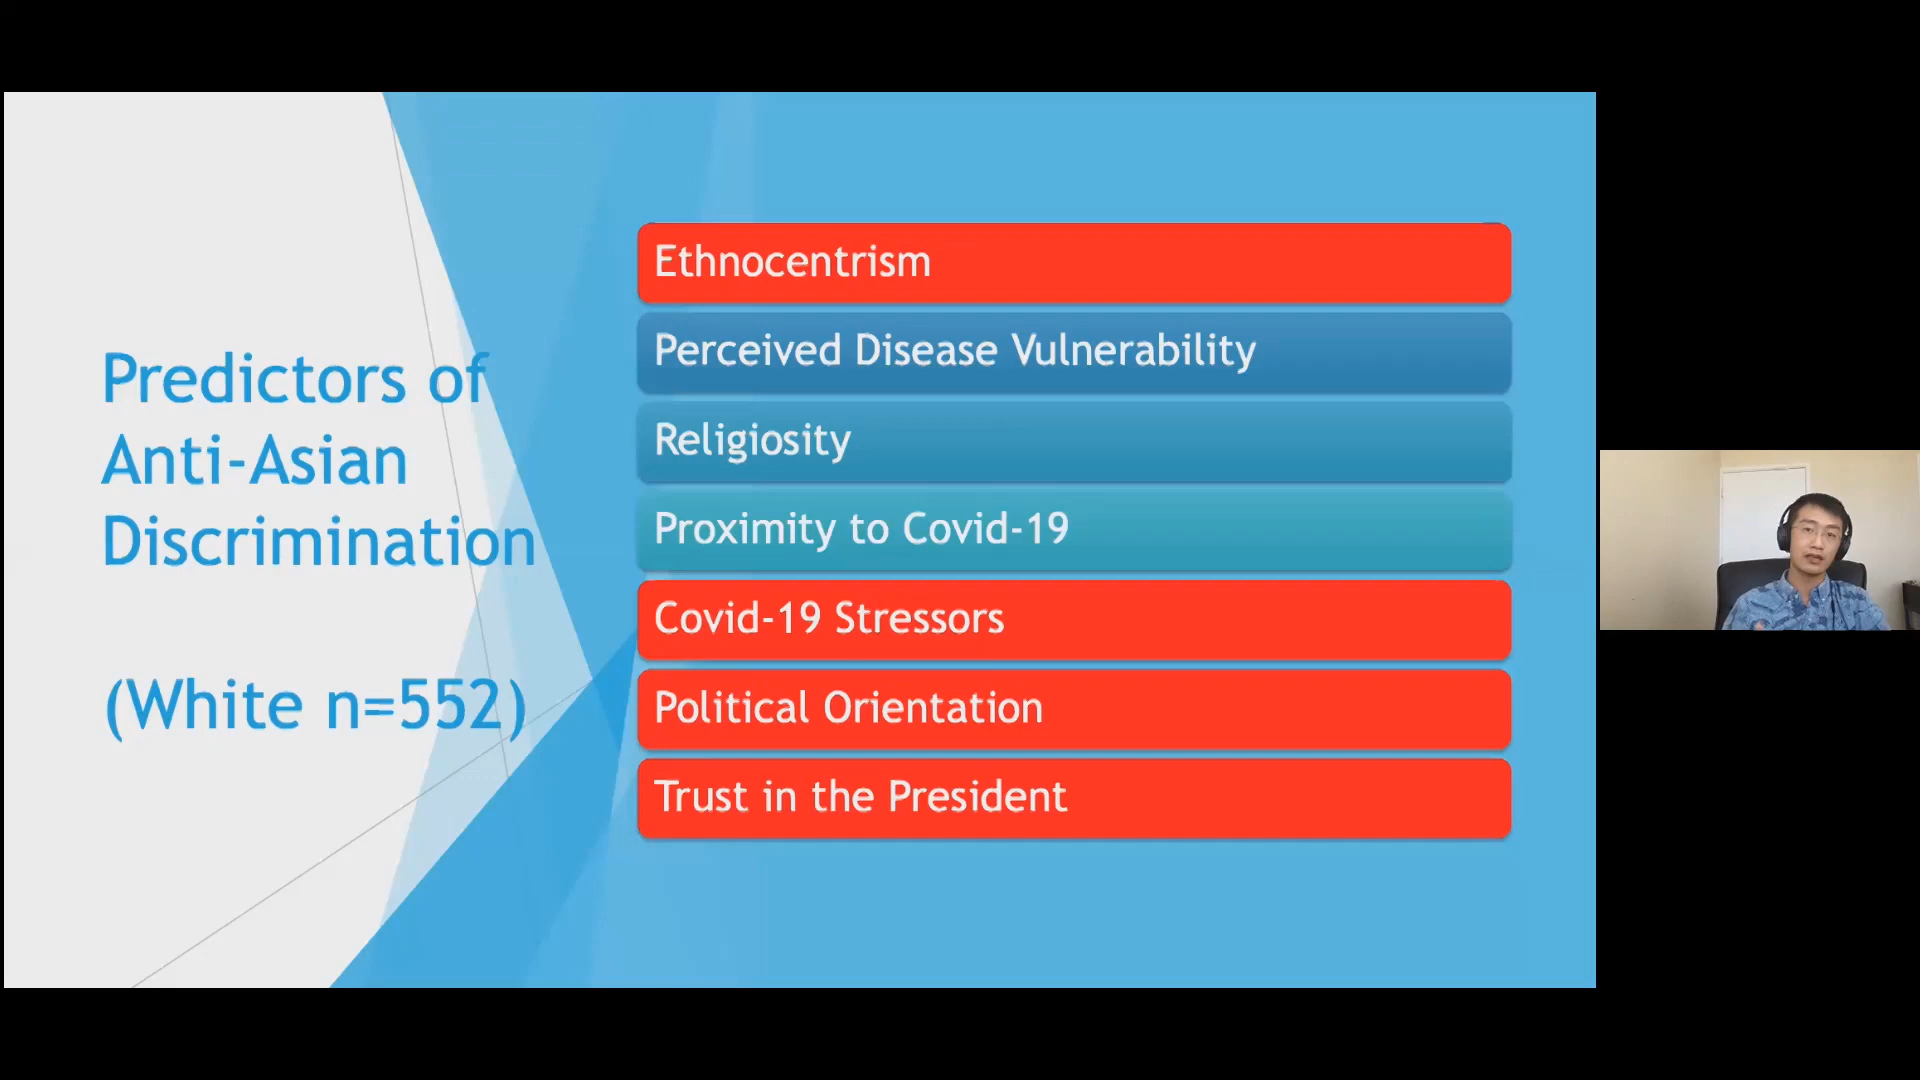 Predictors of
Anti-Asian
Discrimination
(White n=552)
Ethnocentrism
Perceived Disease Vulnerability
Religiosity
Proximity to Covid-19
Covid-19 Stressors
Political Orientation
Trust in the President